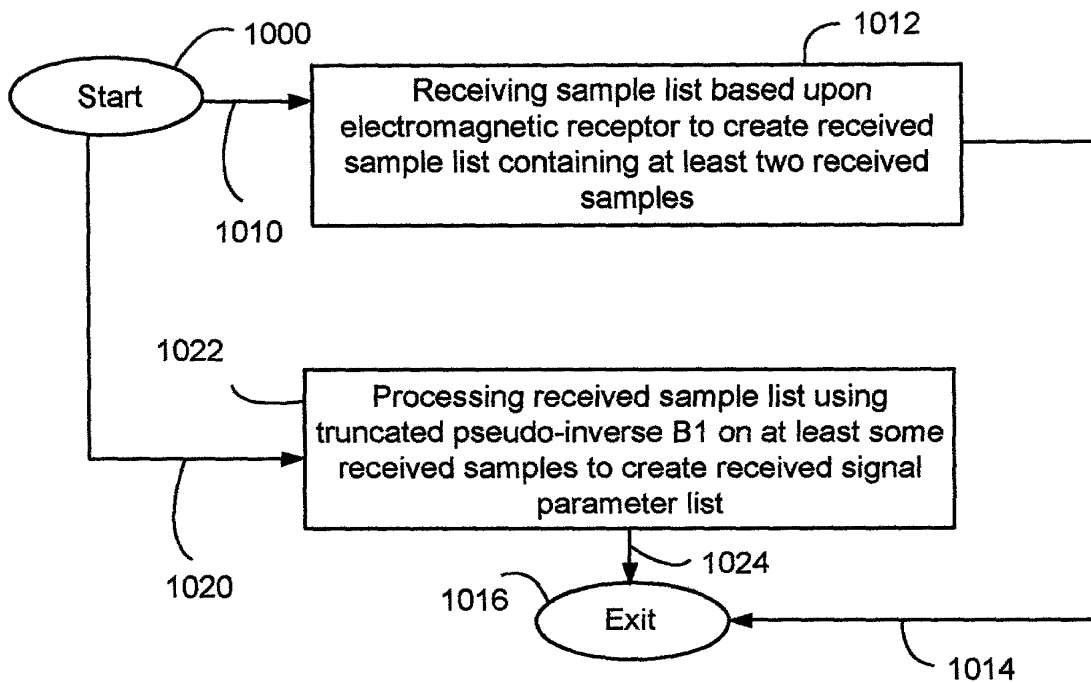 1000
Start
1010
1012
Receiving sample list based upon
electromagnetic receptor to create received
sample list containing at least two received
samples
1022
Processing received sample list using
truncated pseudo-inverse B1 on at least some
received samples to create received signal
parameter list
1020
1024
1016
Exit
1014